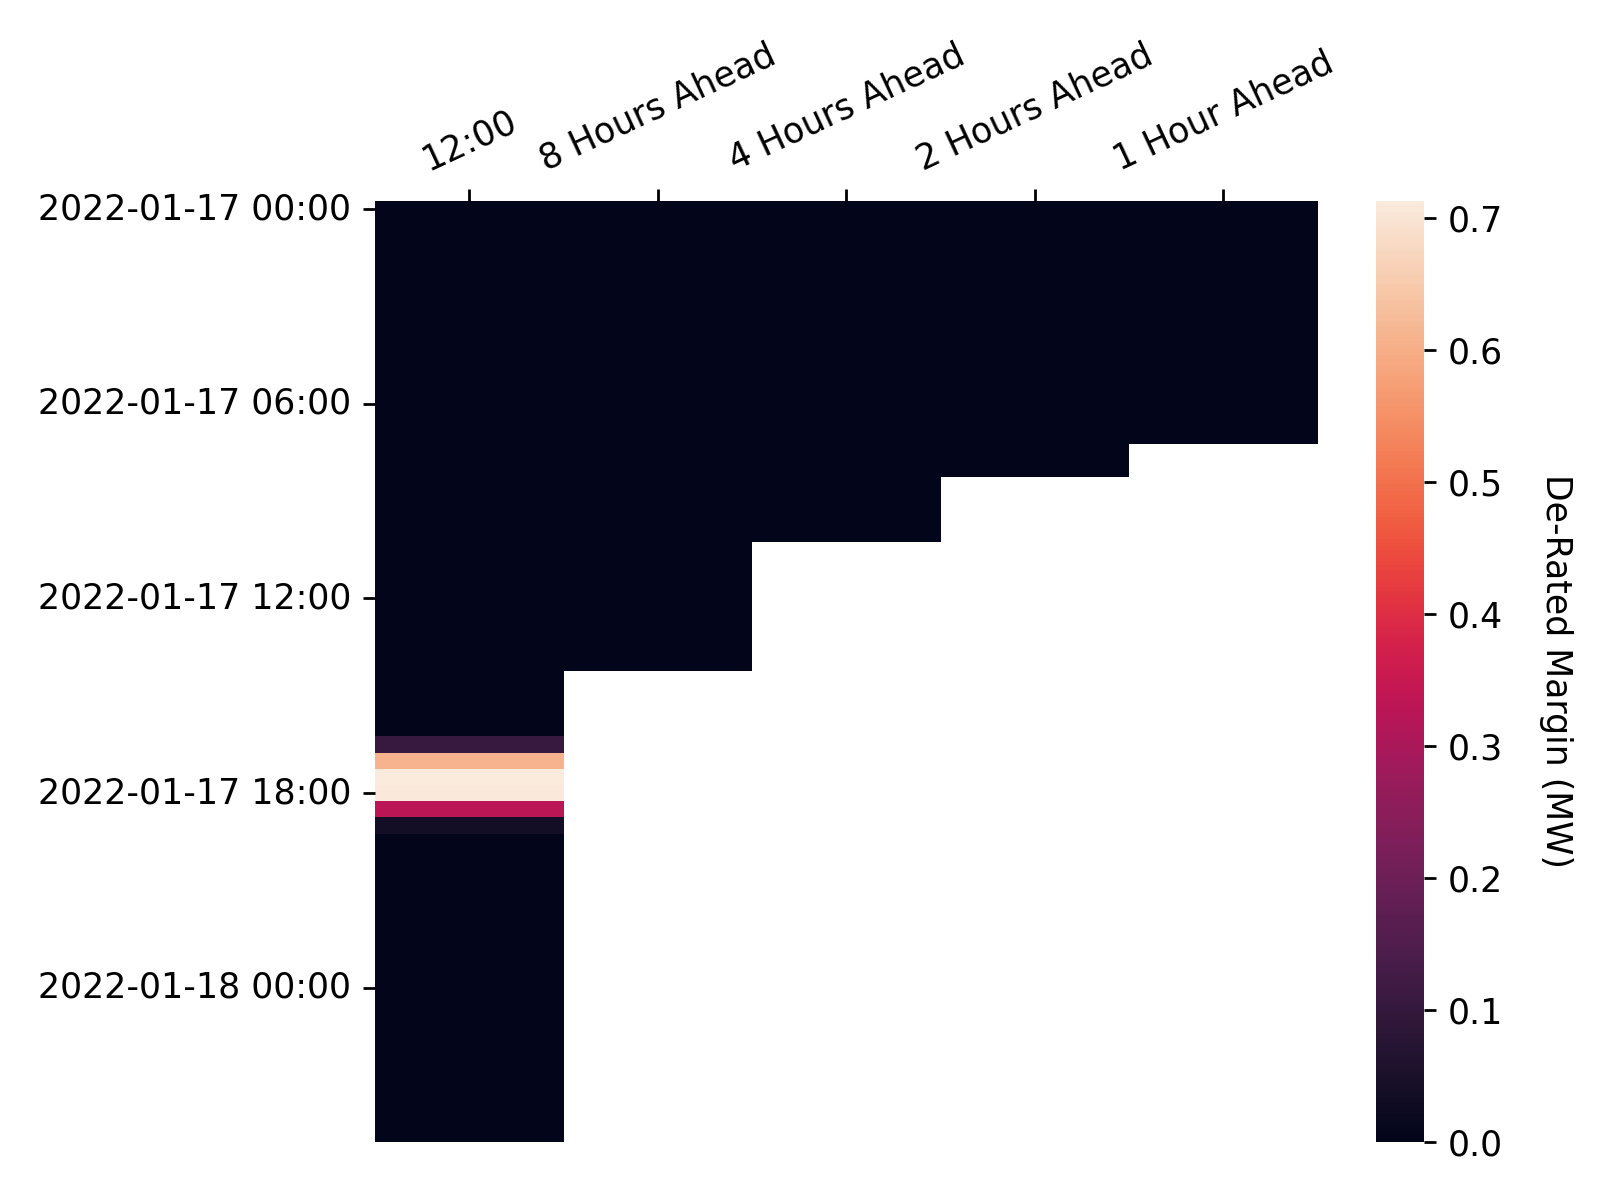 12:00
8 Hours Ahead
4 Hours Ahead
2 Hours Ahead
1 Hour Ahead
2022-01-17 00:00
2022-01-17 06:00
2022-01-17 12:00
2022-01-17 18:00
2022-01-18 00:00
0.7
0.6
0.5
0.4
0.3
0.2
0.1
0.0
De-Rated Margin (MW)